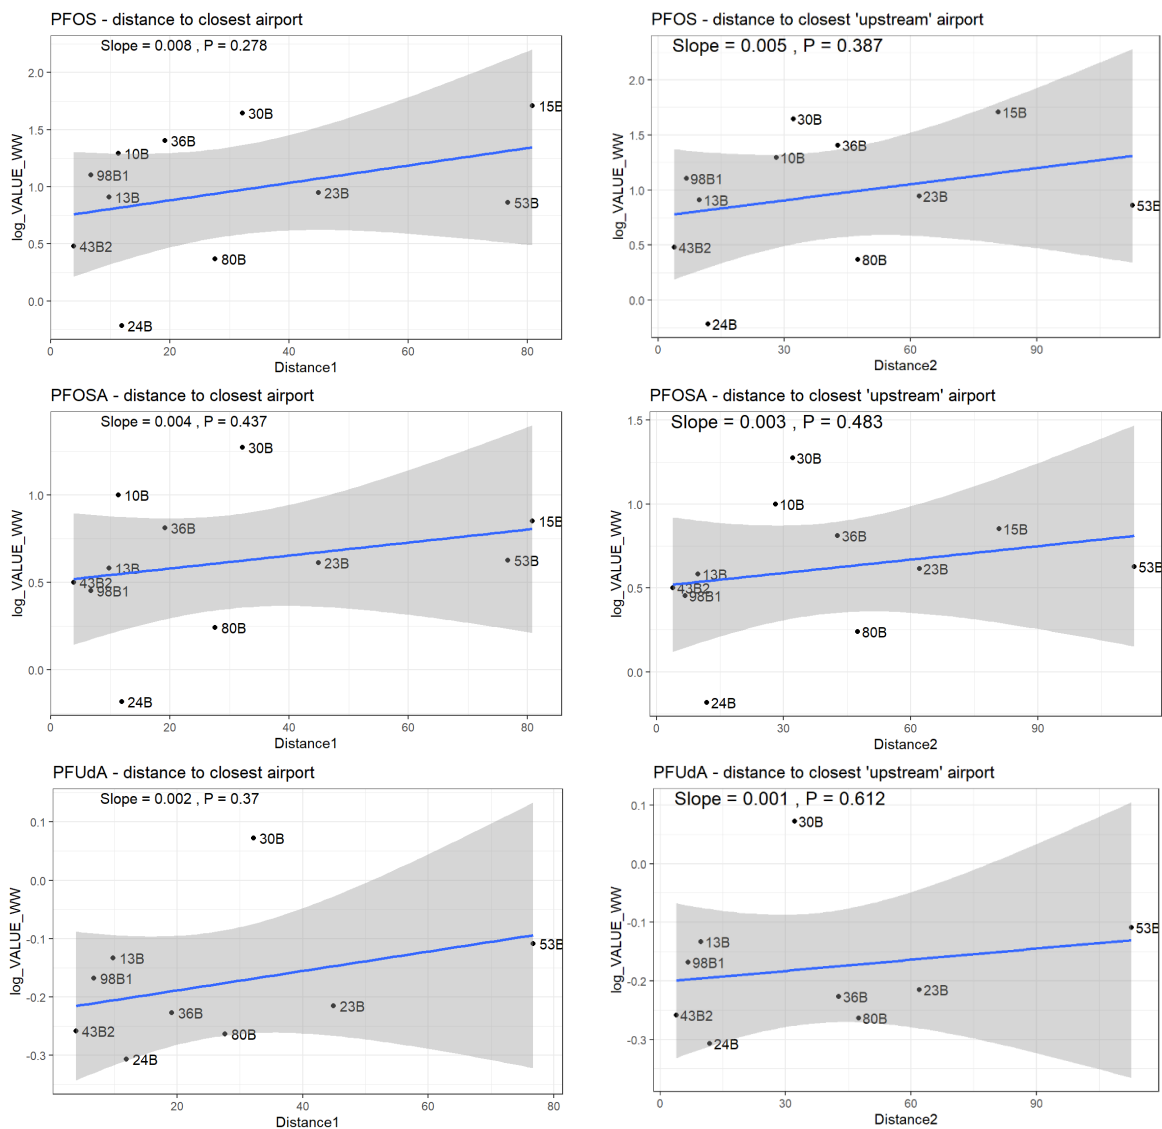 PFOS - distance to closest airport
Slope = 0.008 , P = 0.278
log_VALUE_WW
2.0
1.5
1.0
0.5
0.0
30B
15B
36B
10B
98B1
13B
23B
53B
43B2
80B
24B
0
20
40
60
80
Distance1
PFOS - distance to closest 'upstream' airport
Slope = 0.005 , P = 0.387
log_VALUE_WW
2.0
1.5
1.0
0.5
0.0
15B
30B
36B
10B
98B1
13B
23B
53B
43B2
80B
24B
0
30
60
90
Distance2
PFOSA - distance to closest airport
Slope = 0.004 , P = 0.437
log_VALUE_WW
1.0
0.5
0.0
30B
10B
36B
15B
13B
23B
53B
43B2
98B1
80B
24B
0
20
40
60
80
Distance1
PFOSA - distance to closest 'upstream' airport
Slope = 0.003 , P = 0.483
log_VALUE_WW
1.5
1.0
0.5
0.0
30B
10B
36B
15B
13B
23B
53B
43B2
98B1
80B
24B
0
30
60
90
Distance2
PFUdA - distance to closest airport
Slope = 0.002 , P = 0.37
log_VALUE_WW
0.1
0.0
-0.1
-0.2
-0.3
30B
53B
13B
98B1
36B
23B
43B2
80B
24B
20
40
60
80
Distance1
PFUdA - distance to closest 'upstream' airport
Slope = 0.001 , P = 0.612
log_VALUE_WW
0.1
0.0
-0.1
-0.2
-0.3
30B
53B
13B
98B1
36B
23B
43B2
80B
24B
0
30
60
90
Distance2